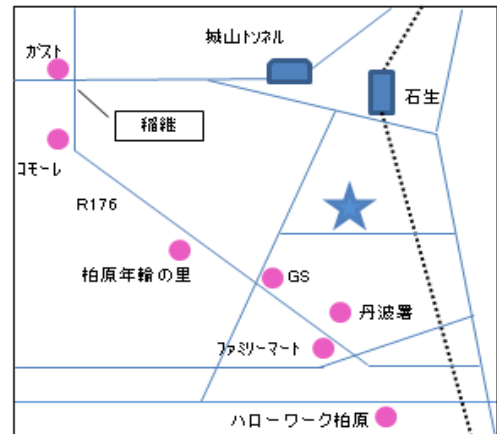 城山トンネル
ガスト
石生
稲継
コモーレ
R176
柏原年輪の里
GS
丹波署
ファミリーマート
ハローワーク柏原